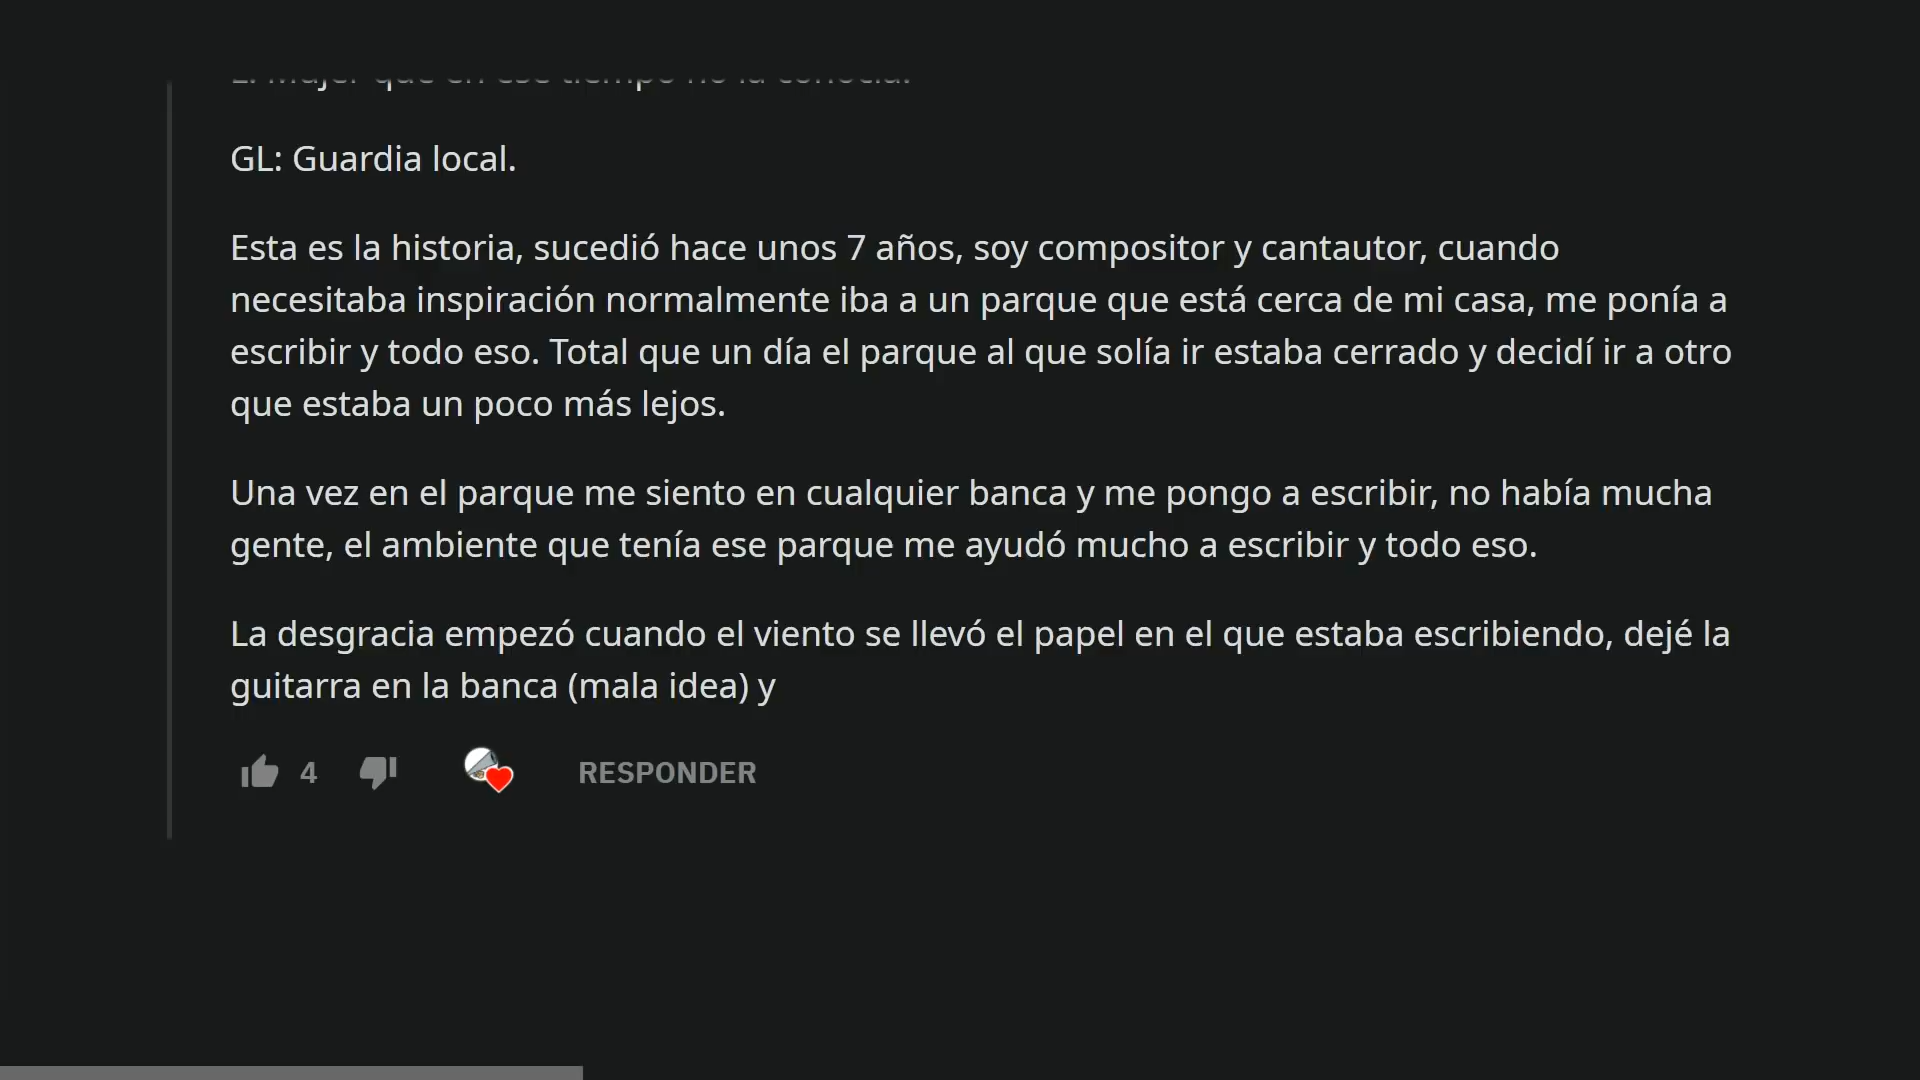 GL: Guardia local.
Esta es la historia, sucedió hace unos 7 años, soy compositor y cantautor, cuando
necesitaba inspiración normalmente iba a un parque que está cerca de mi casa, me ponía a
escribir y todo eso. Total que un día el parque al que solía ir estaba cerrado y decidí ir a otro
que estaba un poco más lejos.
Una vez en el parque me siento en cualquier banca y me pongo a escribir, no había mucha
gente, el ambiente que tenía ese parque me ayudó mucho a escribir y todo eso.
La desgracia empezó cuando el viento se llevó el papel en el que estaba escribiendo, dejé la
guitarra en la banca (mala idea) y
4 RESPONDER